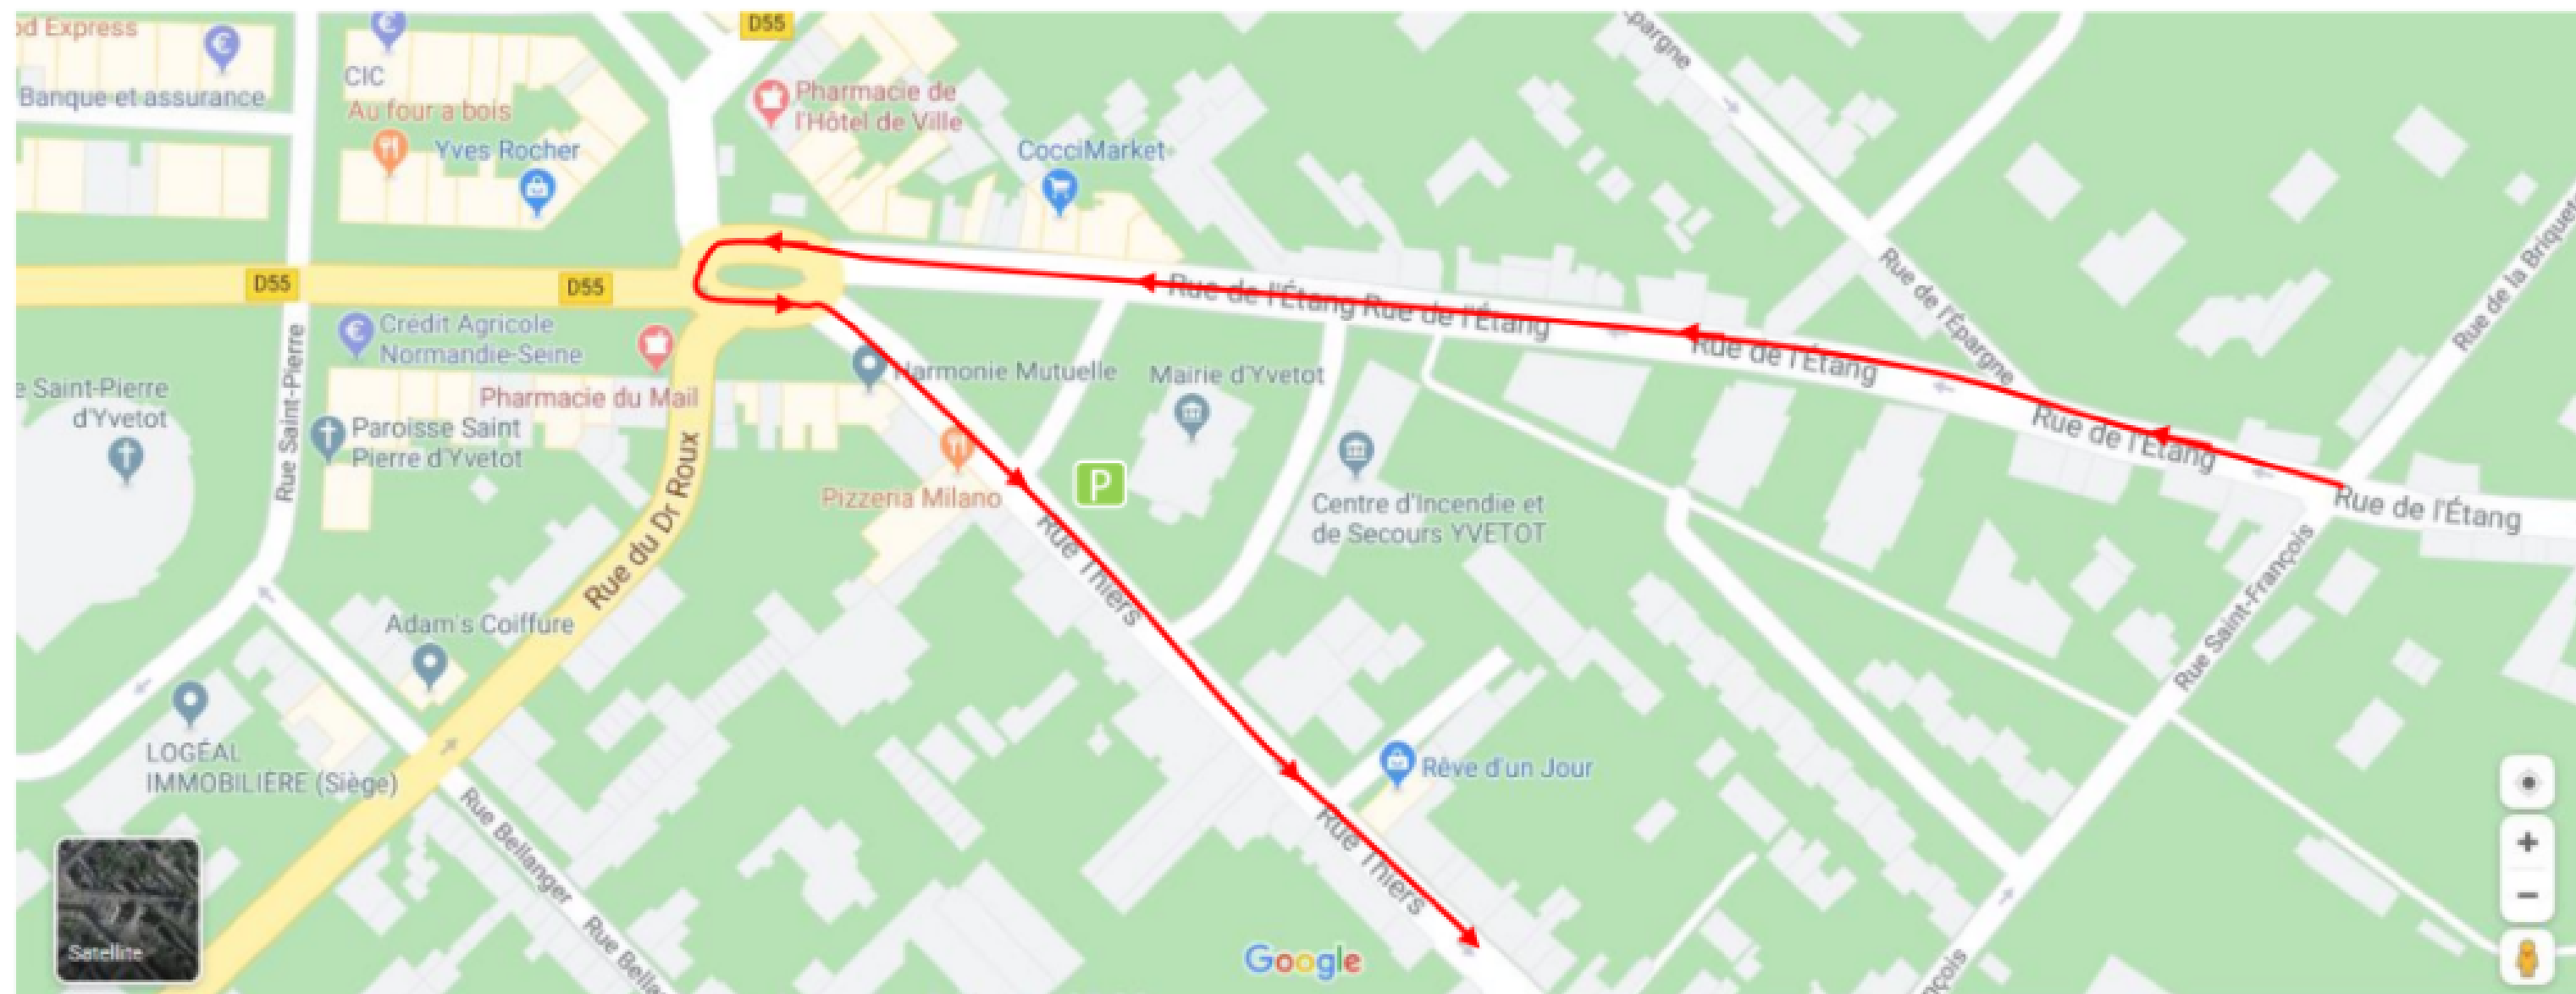 od Express
CIC
Banque et assurance
Au four a bois
Yves Rocher
D55
Pharmacie de
l'Hôtel de Ville
CocciMarket
épargne
Rue de l'Épargne
Rue de la Briquet
D55
D55
Rue de l'Étang Rue de l'Étang
Rue de l'Étang
Rue de l'Étang
Rue de l'Étang
Crédit Agricole
Normandie-Seine
Pharmacie du Mail
Harmonie Mutuelle
Mairie d'Yvetot
e Saint-Pierre
d'Yvetot
Rue Saint-Pierre
Paroisse Saint
Pierre d'Yvetot
Rue du Dr Roux
Pizzeria Milano
P
Centre d'Incendie et
de Secours YVETOT
Rue Thiers
Rue Saint-François
Adam's Coiffure
LOGÉAL
IMMOBILIÈRE (Siège)
Rêve d'un Jour
Rue Bellanger
Rue Bella
Rue Thiers
Satellite
Google
nçois